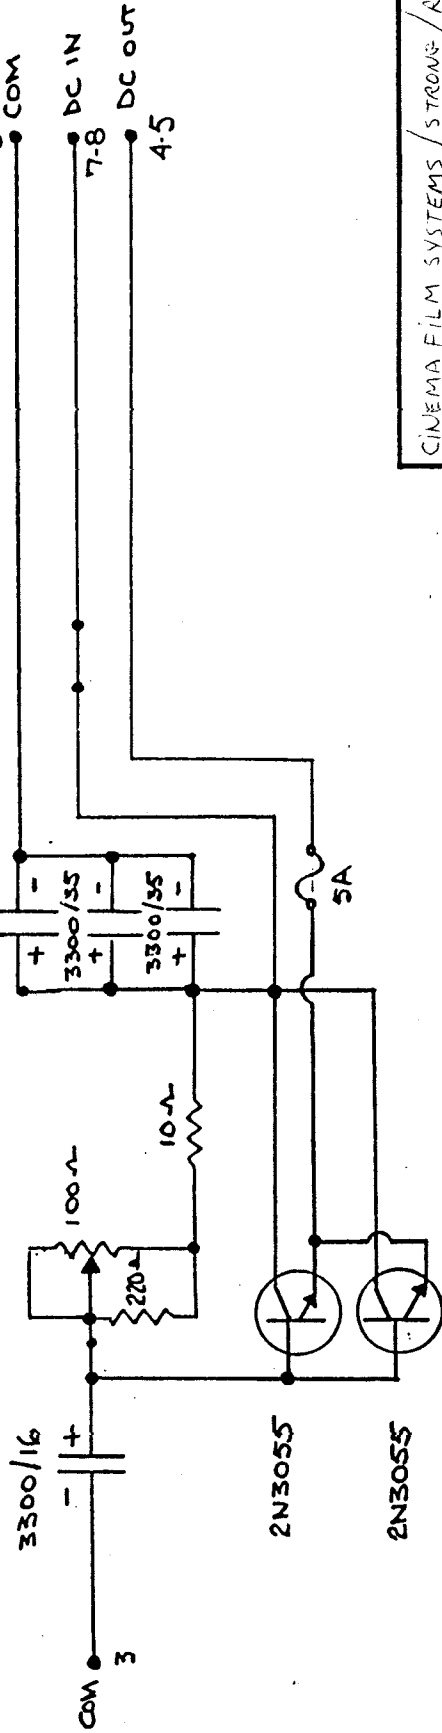 COM
DC IN
7-8
DC OUT
4-5
+ -
3300/35
+ -
3300/35
+ -
5A
100Ω
220Ω
10Ω
3300/16
- +
COM
3
2N3055
2N3055
CINEMA FILM SYSTEMS / STRONG /